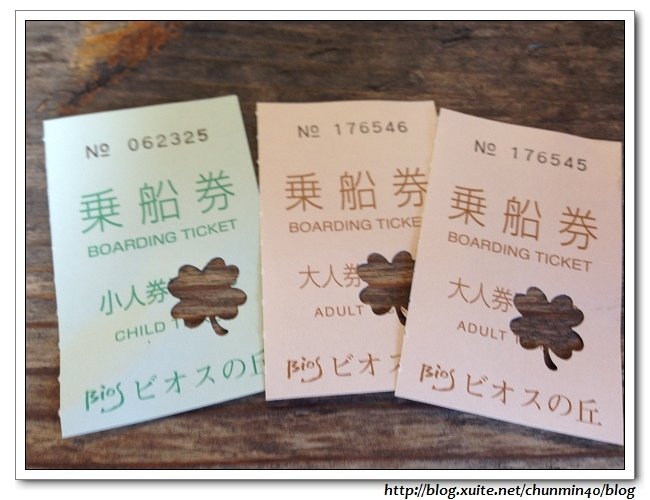 № 062325
乗船券
BOARDING TICKET
小人券
CHILD T
Bios ビオスの丘
№ 176546
乗船券
BOARDING TICKE
大人券
ADULT
Bios ビオス
№ 176545
乗船券
BOARDING TICKET
大人券
ADULT T
Bios ビオスの丘
http://blog.xuite.net/chunmin40/blog